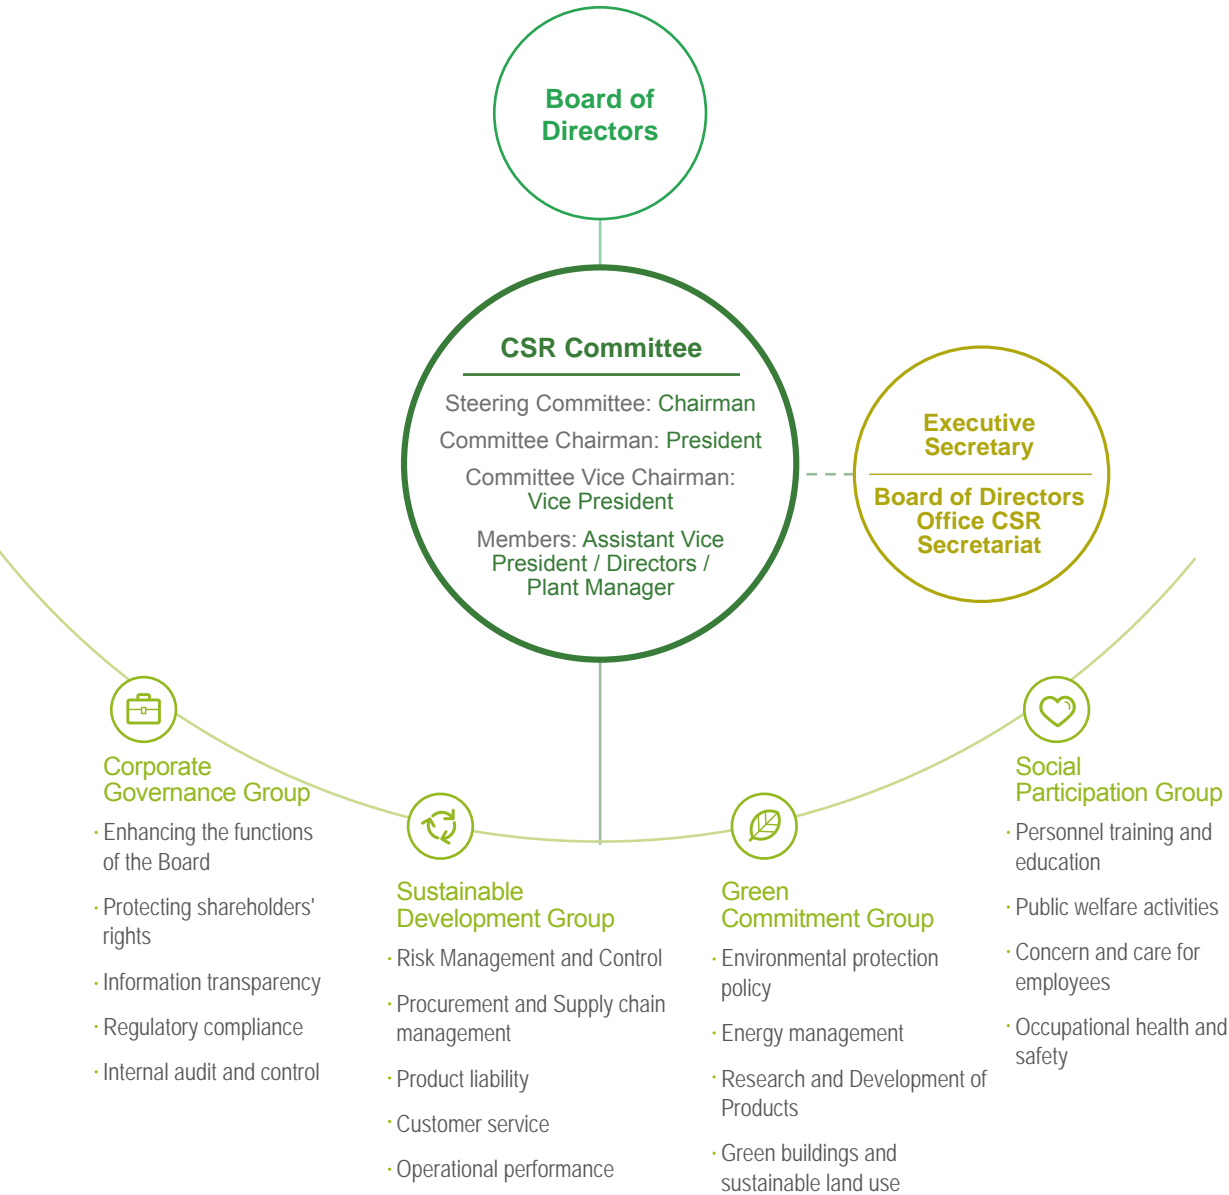 Board of
Directors
CSR Committee
Steering Committee: Chairman
Committee Chairman: President
Committee Vice Chairman:
Vice President
Members: Assistant Vice
President / Directors /
Plant Manager
Executive
Secretary
Board of Directors
Office CSR
Secretariat
Corporate
Governance Group
· Enhancing the functions
of the Board
· Protecting shareholders'
rights
· Information transparency
· Regulatory compliance
· Internal audit and control
Sustainable
Development Group
· Risk Management and Control
· Procurement and Supply chain
management
· Product liability
· Customer service
· Operational performance
Green
Commitment Group
· Environmental protection
policy
· Energy management
· Research and Development of
Products
· Green buildings and
sustainable land use
Social
Participation Group
· Personnel training and
education
· Public welfare activities
· Concern and care for
employees
· Occupational health and
safety